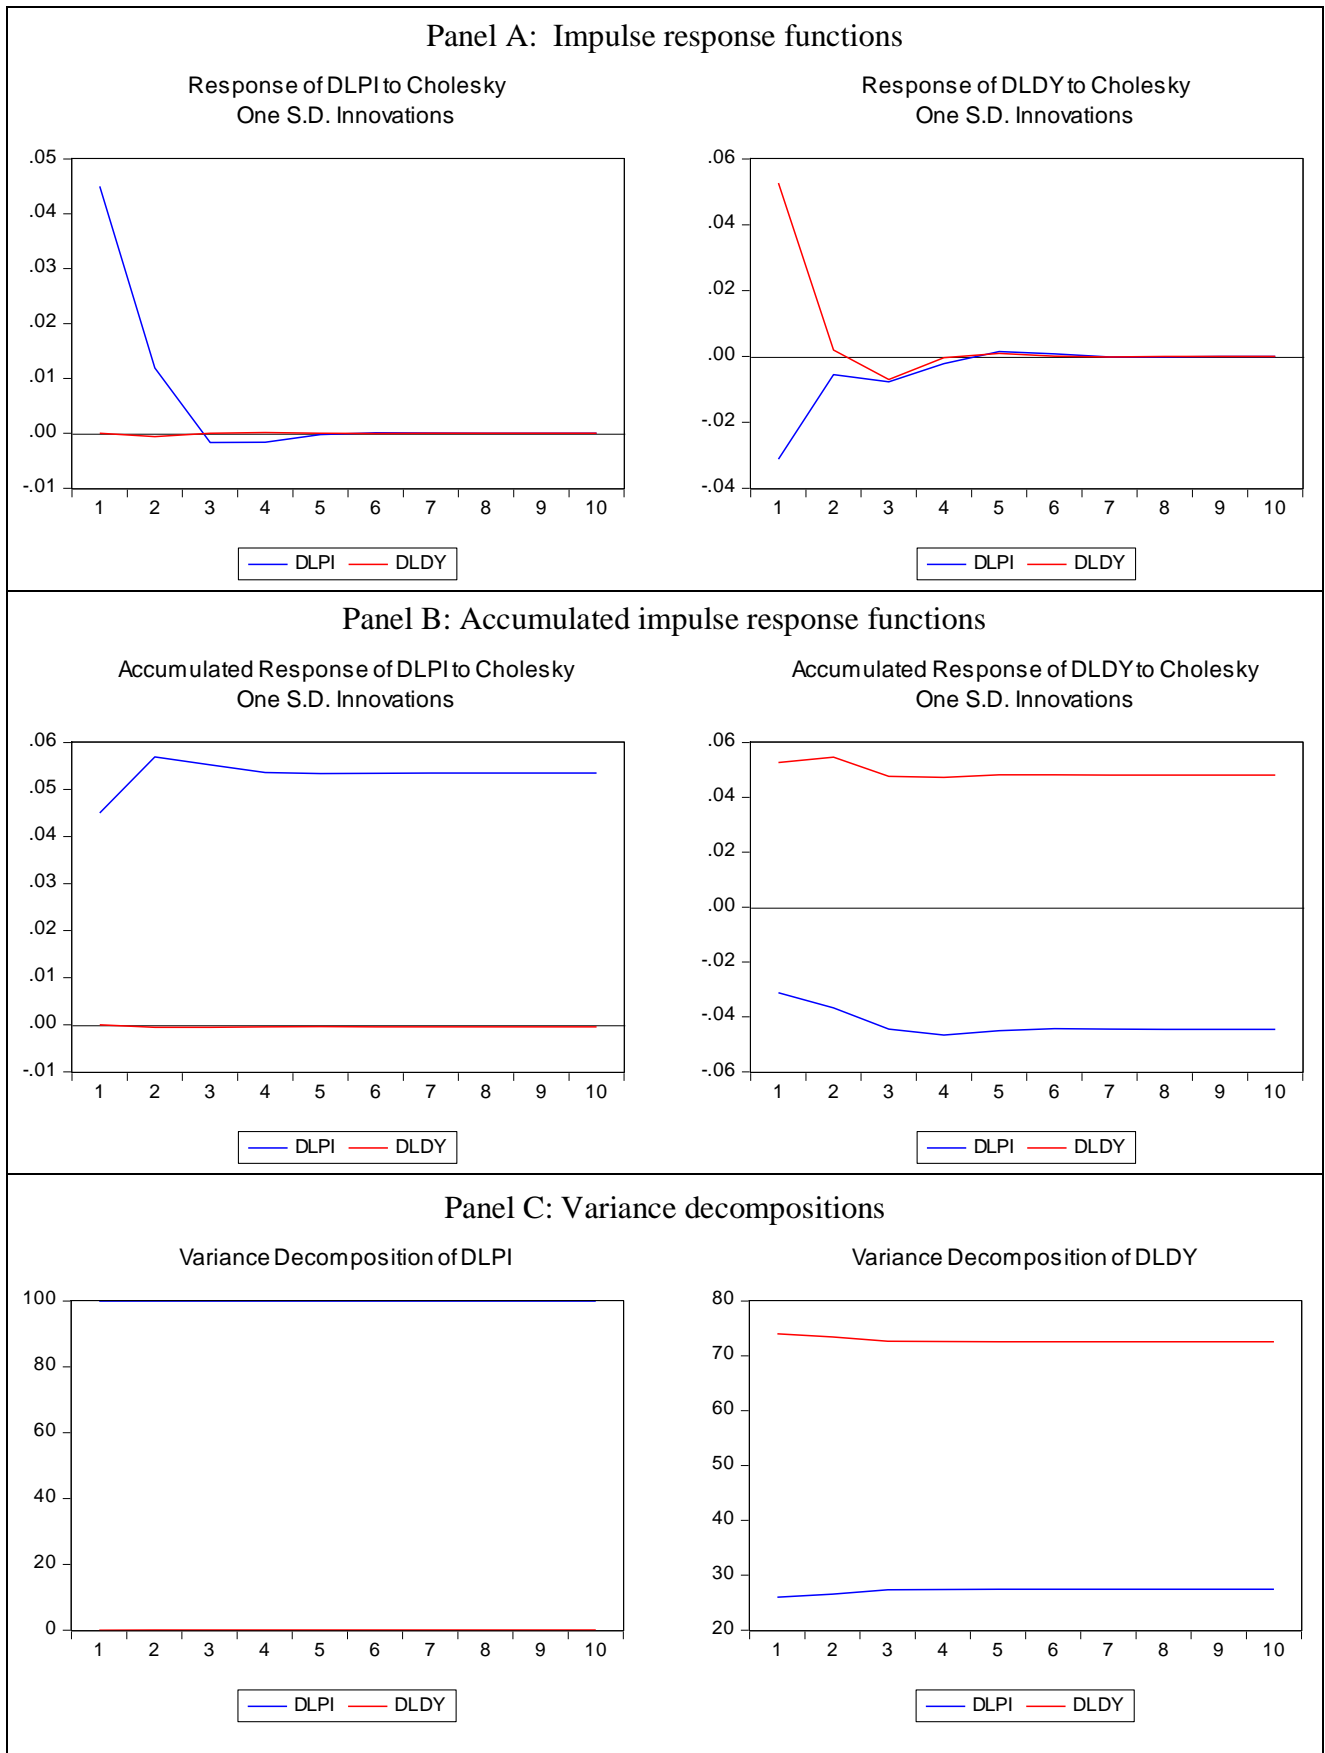 Panel A: Impulse response functions
Response of DLPI to Cholesky
One S.D. Innovations
.05
.04
.03
.02
.01
.00
-.01
1 2 3 4 5 6 7 8 9 10
DLPI DLDY
Response of DLDY to Cholesky
One S.D. Innovations
.06
.04
.02
.00
-.02
-.04
1 2 3 4 5 6 7 8 9 10
DLPI DLDY
Panel B: Accumulated impulse response functions
Accumulated Response of DLPI to Cholesky
One S.D. Innovations
.06
.05
.04
.03
.02
.01
.00
-.01
1 2 3 4 5 6 7 8 9 10
DLPI DLDY
Accumulated Response of DLDY to Cholesky
One S.D. Innovations
.06
.04
.02
.00
-.02
-.04
-.06
1 2 3 4 5 6 7 8 9 10
DLPI DLDY
Panel C: Variance decompositions
Variance Decomposition of DLPI
100
80
60
40
20
0
1 2 3 4 5 6 7 8 9 10
DLPI DLDY
Variance Decomposition of DLDY
80
70
60
50
40
30
20
1 2 3 4 5 6 7 8 9 10
DLPI DLDY